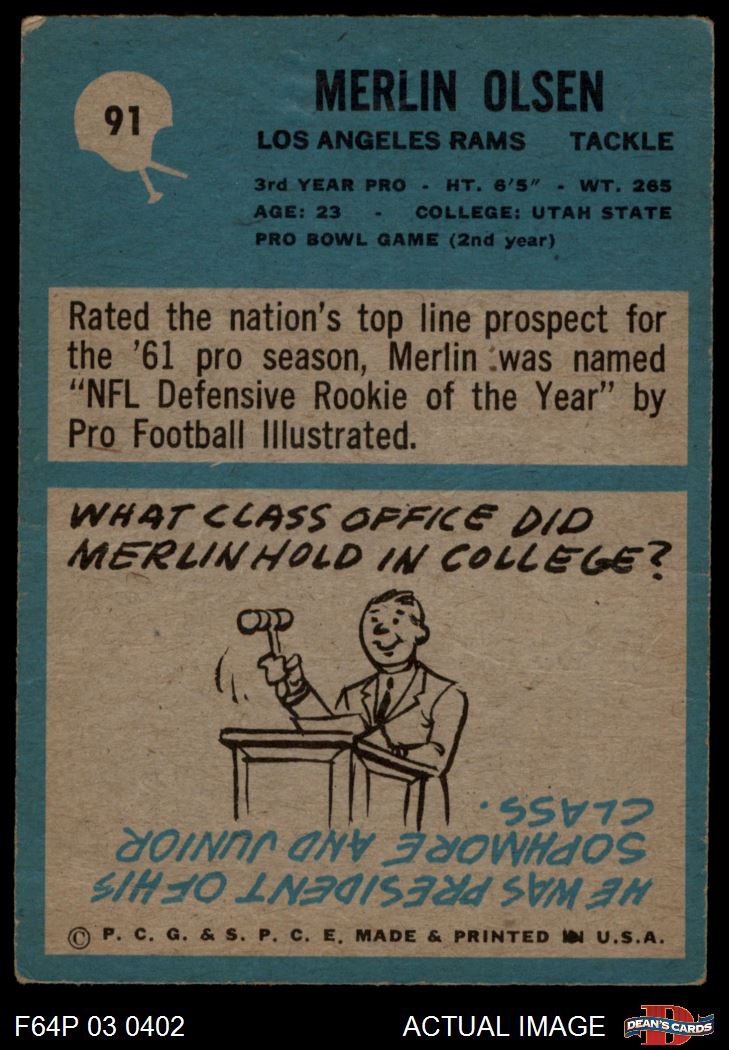 91
MERLIN OLSEN
LOS ANGELES RAMS TACKLE
3rd YEAR PRO - HT. 6'5" - WT. 265
AGE: 23 - COLLEGE: UTAH STATE
PRO BOWL GAME (2nd year)
Rated the nation's top line prospect for
the '61 pro season, Merlin was named
"NFL Defensive Rookie of the Year" by
Pro Football Illustrated.
WHAT CLASS OFFICE DID
MERLIN HOLD IN COLLEGE?
HE WAS PRESIDENT OF HIS
SOPHMORE AND JUNIOR
CLASS.
© P. C. G. & S. P. C. E. MADE & PRINTED IN U.S.A.
F64P 03 0402 ACTUAL IMAGE DEAN'S CARDS